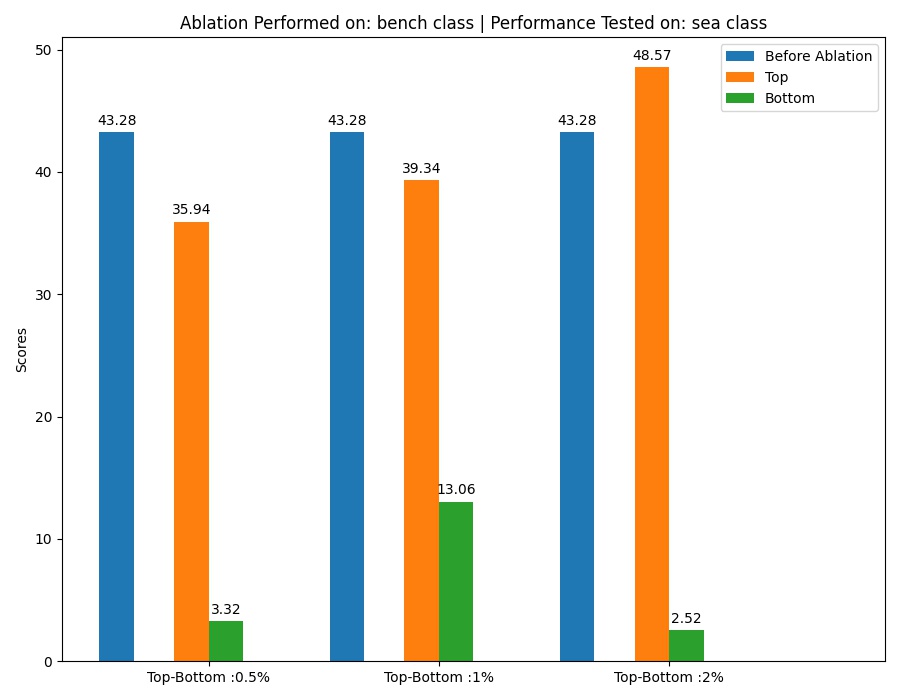 Ablation Performed on: bench class | Performance Tested on: sea class
Before Ablation
Top
Bottom
Scores
50
40
30
20
10
0
43.28
35.94
3.32
43.28
39.34
13.06
43.28
48.57
2.52
Top-Bottom :0.5%
Top-Bottom :1%
Top-Bottom :2%